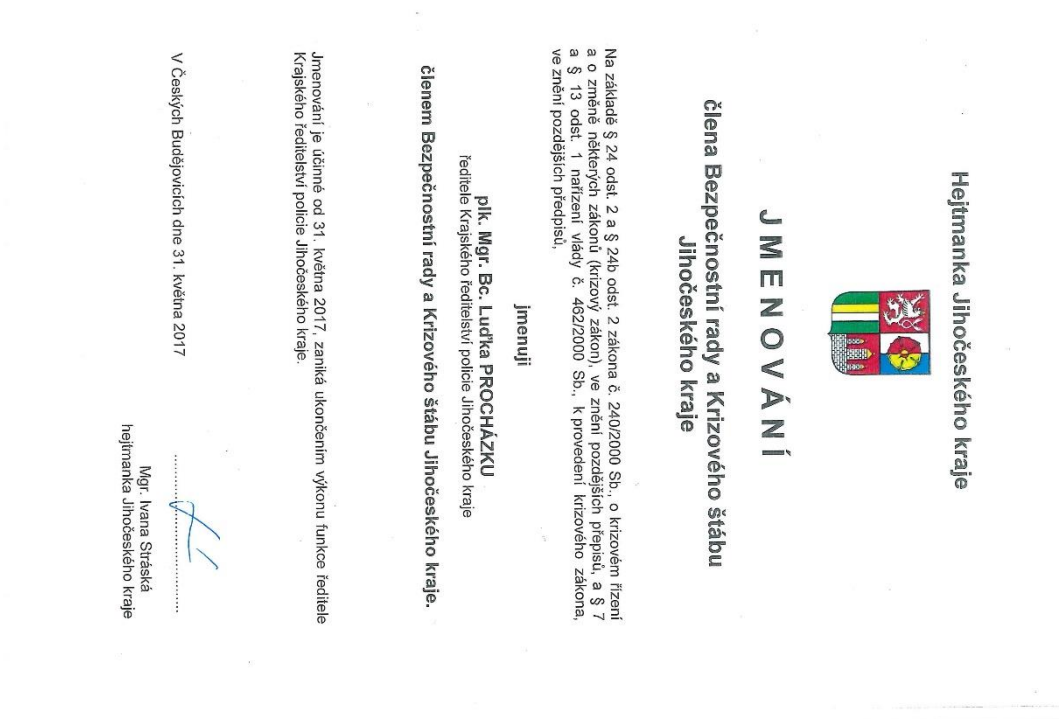 Hejtmanka Jihočeského kraje
JMENOVÁNÍ
člena Bezpečnostní rady a Krizového štábu
Jihočeského kraje
Na základě § 24 odst. 2 a § 24b odst. 2 zákona č. 240/2000 Sb., o krizovém řízení
a o změně některých zákonů (krizový zákon), ve znění pozdějších přepisů, a § 7
a § 13 odst. 1 nařízení vlády č. 462/2000 Sb., k provedení krizového zákona,
ve znění pozdějších předpisů,
jmenuji
plk. Mgr. Bc. Luďka PROCHÁZKU
ředitele Krajského ředitelství policie Jihočeského kraje
členem Bezpečnostní rady a Krizového štábu Jihočeského kraje.
Jmenování je účinné od 31. května 2017, zaniká ukončením výkonu funkce ředitele
Krajského ředitelství policie Jihočeského kraje.
V Českých Budějovicích dne 31. května 2017
Mgr. Ivana Stráská
hejtmanka Jihočeského kraje